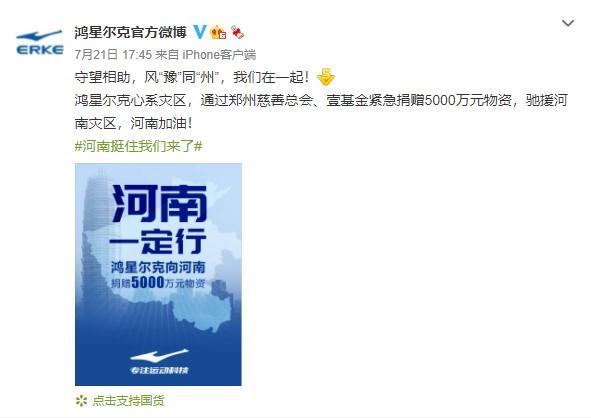 ERKE
鸿星尔克官方微博
7月21日 17:45 来自 iPhone客户端
守望相助，风“豫”同“州”，我们在一起！
鸿星尔克心系灾区，通过郑州慈善总会、壹基金紧急捐赠5000万元物资，驰援河
南灾区，河南加油！
#河南挺住我们来了#
河南
一定行
鸿星尔克向河南
捐赠5000万元物资
专注运动科技
点击支持国货